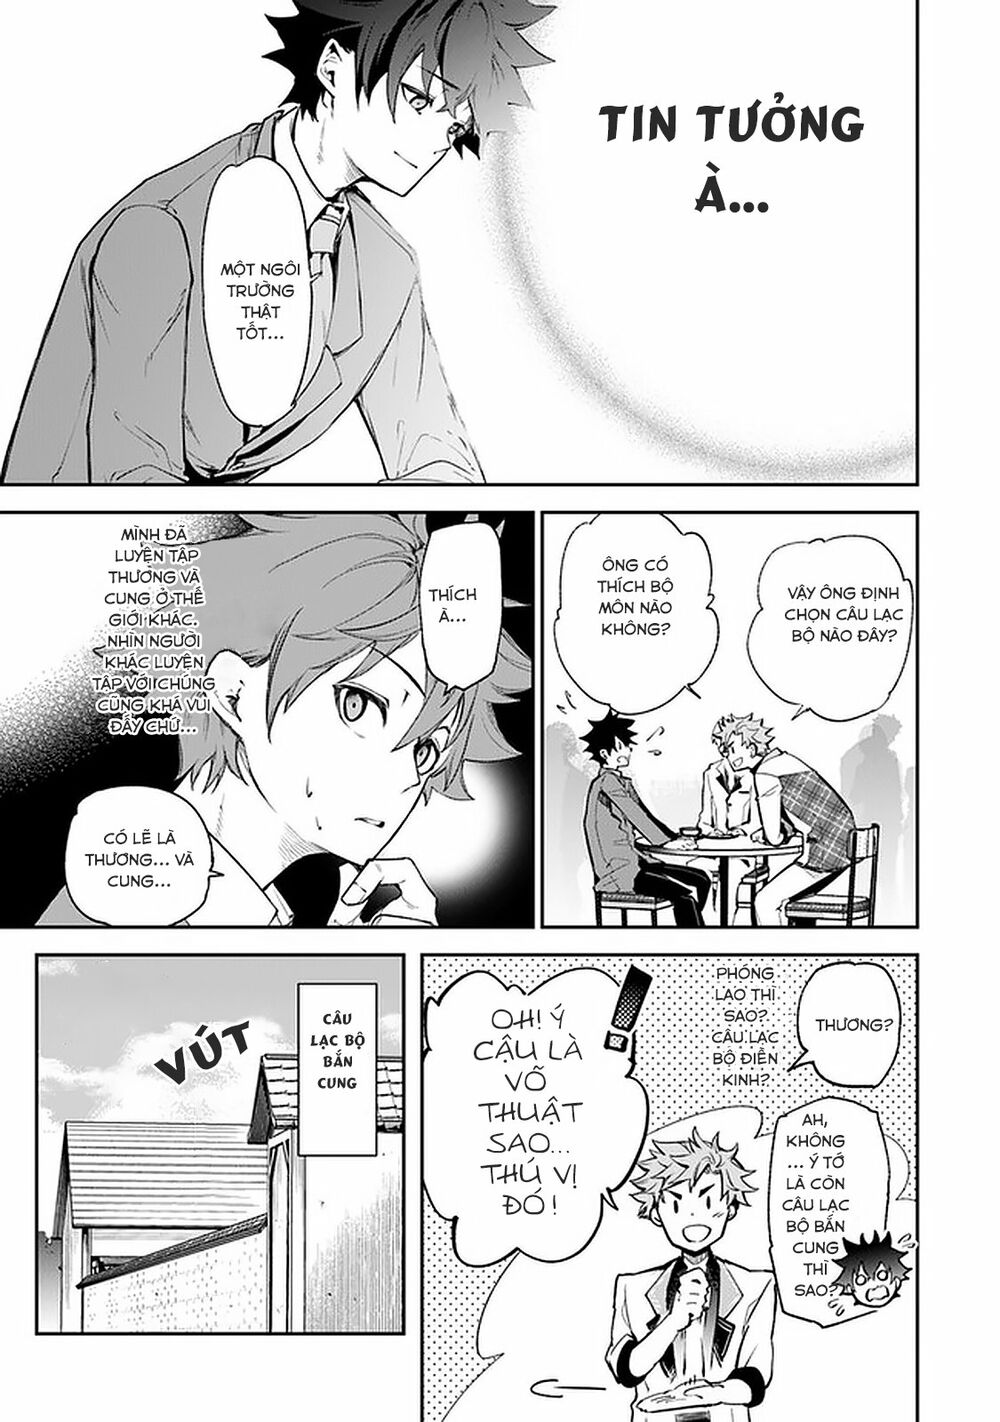 TIN TƯỞNG
À...
MỘT NGÔI
TRƯỜNG
THẬT
TỐT...
VẬY ÔNG ĐỊNH
CHỌN CÂU LẠC
BỘ NÀO ĐÂY?
ÔNG CÓ
THÍCH BỘ
MÔN NÀO
KHÔNG?
THÍCH
À...
MÌNH ĐÃ
LUYỆN TẬP
THƯƠNG VÀ
CUNG Ở THẾ
GIỚI KHÁC.
NHÌN NGƯỜI
KHÁC LUYỆN
TẬP VỚI CHÚNG
CŨNG KHÁ VUI
ĐẤY CHỨ...
CÓ LẼ LÀ
THƯƠNG... VÀ
CUNG...
THƯƠNG?
PHÓNG
LAO THÌ
SAO?
CÂU LẠC
BỘ ĐIỀN
KINH?
AH,
KHÔNG
... Ý TỚ
LÀ CÒN
CÂU LẠC
BỘ BẮN
CUNG
THÌ
SAO?
!
OH! Ý
CẬU LÀ
VÕ
THUẬT
SAO...
THÚ VỊ
ĐÓ!
CÂU
LẠC BỘ
BẮN
CUNG
VÚT